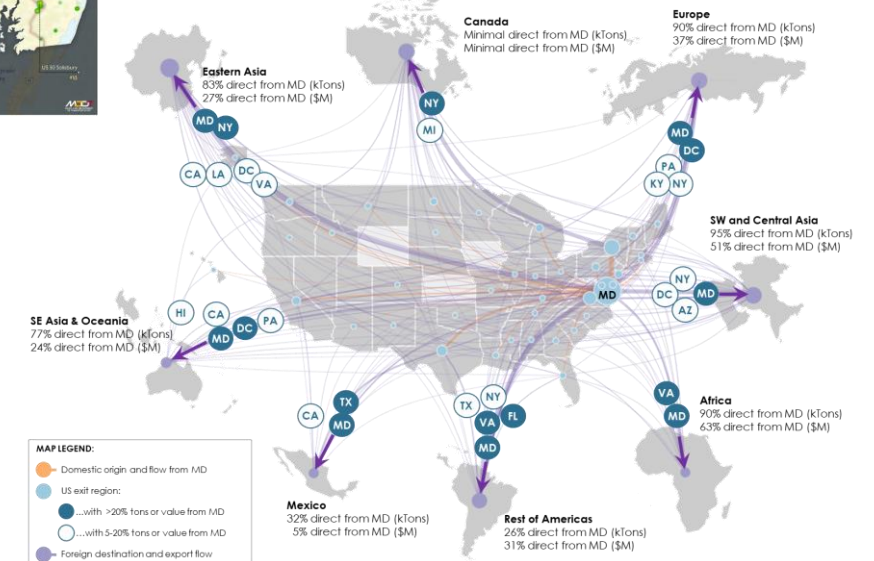 US 50 Salisbury
Canada
Minimal direct from MD (kTons)
Minimal direct from MD ($M)
Europe
90% direct from MD (kTons)
37% direct from MD ($M)
Eastern Asia
83% direct from MD (kTons)
27% direct from MD ($M)
NY
MI
MD
NY
MD
DC
PA
KY
NY
CA
LA
DC
VA
SW and Central Asia
95% direct from MD (kTons)
51% direct from MD ($M)
NY
DC
MD
AZ
MD
HI
CA
PA
DC
MD
SE Asia & Oceania
77% direct from MD (kTons)
24% direct from MD ($M)
TX
CA
MD
TX
NY
VA
FL
MD
VA
MD
Africa
90% direct from MD (kTons)
63% direct from MD ($M)
MAP LEGEND:
Domestic origin and flow from MD
US exit region:
...with >20% tons or value from MD
...with 5-20% tons or value from MD
Foreign destination and export flow
Mexico
32% direct from MD (kTons)
5% direct from MD ($M)
Rest of Americas
26% direct from MD (kTons)
31% direct from MD ($M)